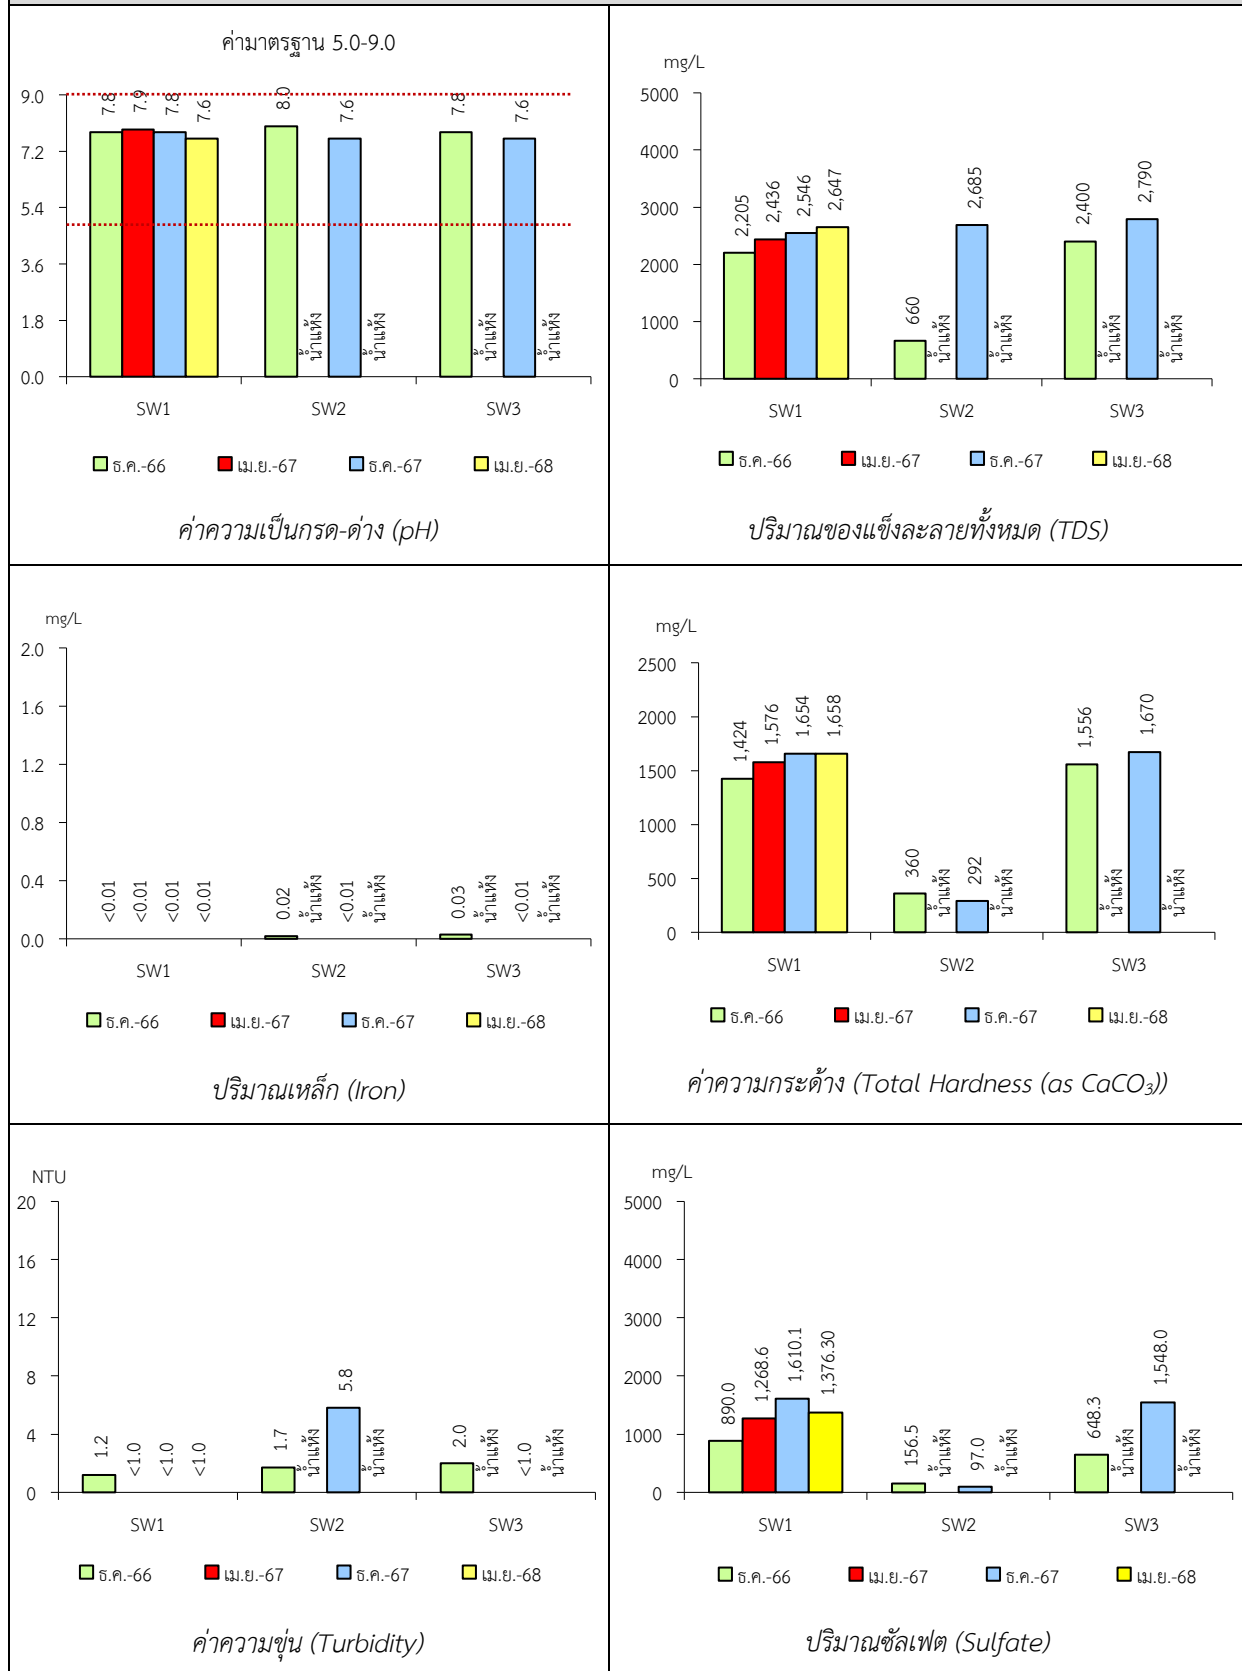 ค่ามาตรฐาน 5.0-9.0
9.0
7.2
5.4
3.6
1.8
0.0
7.8
7.9
7.8
7.6
8.0
น้ำแห้ง
7.6
น้ำแห้ง
7.8
น้ำแห้ง
7.6
น้ำแห้ง
SW1 SW2 SW3
ธ.ค.-66 เม.ย.-67 ธ.ค.-67 เม.ย.-68
ค่าความเป็นกรด-ด่าง (pH)
mg/L
5000
4000
3000
2000
1000
0
2,205
2,436
2,546
2,647
660
น้ำแห้ง
2,685
น้ำแห้ง
2,400
น้ำแห้ง
2,790
น้ำแห้ง
SW1 SW2 SW3
ธ.ค.-66 เม.ย.-67 ธ.ค.-67 เม.ย.-68
ปริมาณของแข็งละลายทั้งหมด (TDS)
mg/L
2.0
1.6
1.2
0.8
0.4
0.0
<0.01
<0.01
<0.01
<0.01
0.02
น้ำแห้ง
<0.01
น้ำแห้ง
0.03
น้ำแห้ง
<0.01
น้ำแห้ง
SW1 SW2 SW3
ธ.ค.-66 เม.ย.-67 ธ.ค.-67 เม.ย.-68
ปริมาณเหล็ก (Iron)
mg/L
2500
2000
1500
1000
500
0
1,424
1,576
1,654
1,658
360
น้ำแห้ง
292
น้ำแห้ง
1,556
น้ำแห้ง
1,670
น้ำแห้ง
SW1 SW2 SW3
ธ.ค.-66 เม.ย.-67 ธ.ค.-67 เม.ย.-68
ค่าความกระด้าง (Total Hardness (as CaCO₃))
NTU
20
16
12
8
4
0
1.2
<1.0
<1.0
<1.0
1.7
น้ำแห้ง
5.8
น้ำแห้ง
2.0
น้ำแห้ง
<1.0
น้ำแห้ง
SW1 SW2 SW3
ธ.ค.-66 เม.ย.-67 ธ.ค.-67 เม.ย.-68
ค่าความขุ่น (Turbidity)
mg/L
5000
4000
3000
2000
1000
0
890.0
1,268.6
1,610.1
1,376.30
156.5
น้ำแห้ง
97.0
น้ำแห้ง
648.3
น้ำแห้ง
1,548.0
น้ำแห้ง
SW1 SW2 SW3
ธ.ค.-66 เม.ย.-67 ธ.ค.-67 เม.ย.-68
ปริมาณซัลเฟต (Sulfate)